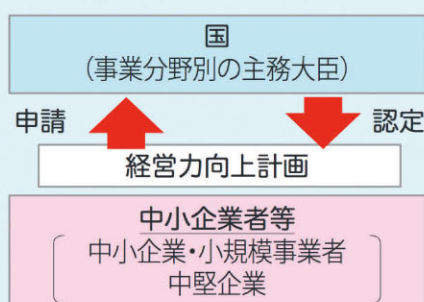 国
（事業分野別の主務大臣）
申請
認定
経営力向上計画
中小企業者等
中小企業・小規模事業者
中堅企業